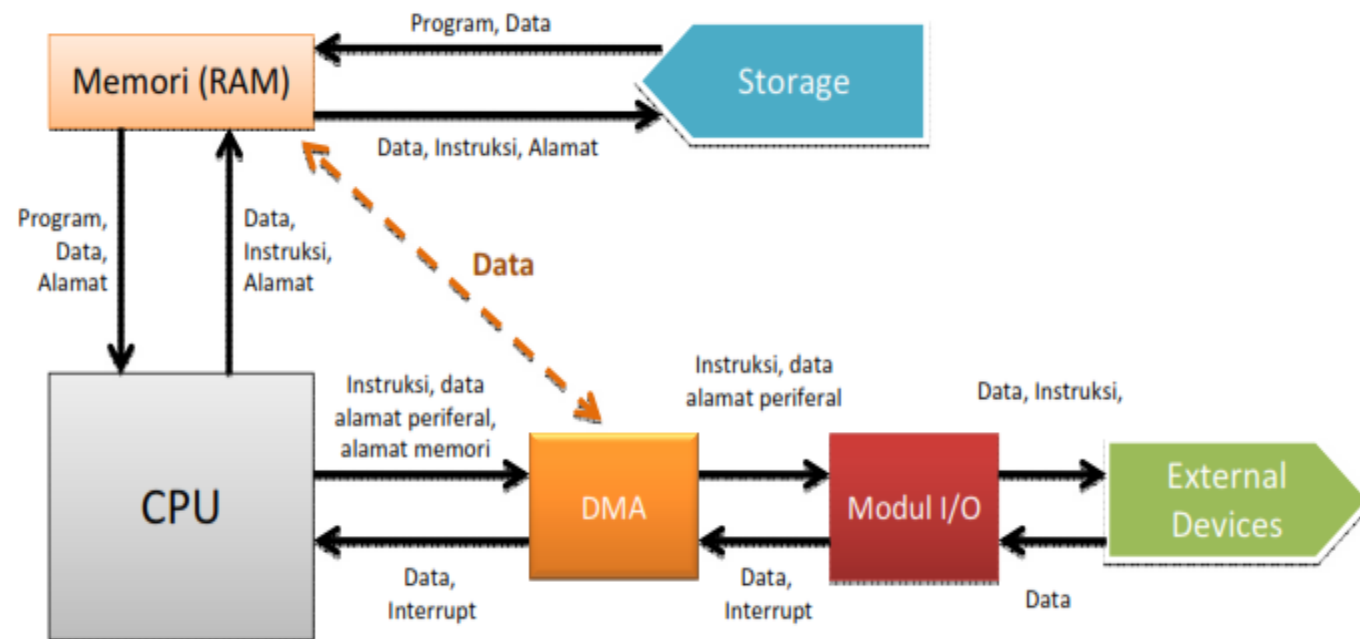 Program, Data
Memori (RAM)
Storage
Data, Instruksi, Alamat
Program,
Data,
Alamat
Data,
Instruksi,
Alamat
Data
Instruksi, data
alamat periferal,
alamat memori
Instruksi, data
alamat periferal
Data, Instruksi,
CPU
DMA
Modul I/O
External
Devices
Data,
Interrupt
Data,
Interrupt
Data